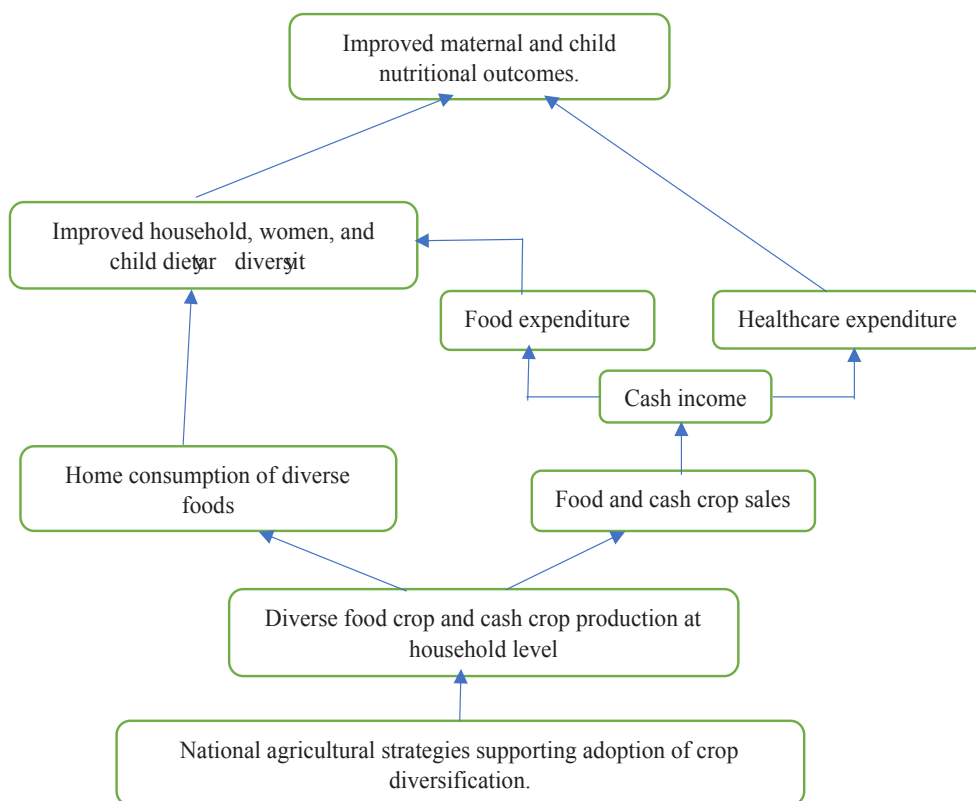 Improved maternal and child
nutritional outcomes.
Improved household, women, and
child dietary diversity
Food expenditure
Healthcare expenditure
Cash income
Home consumption of diverse
foods
Food and cash crop sales
Diverse food crop and cash crop production at
household level
National agricultural strategies supporting adoption of crop
diversification.